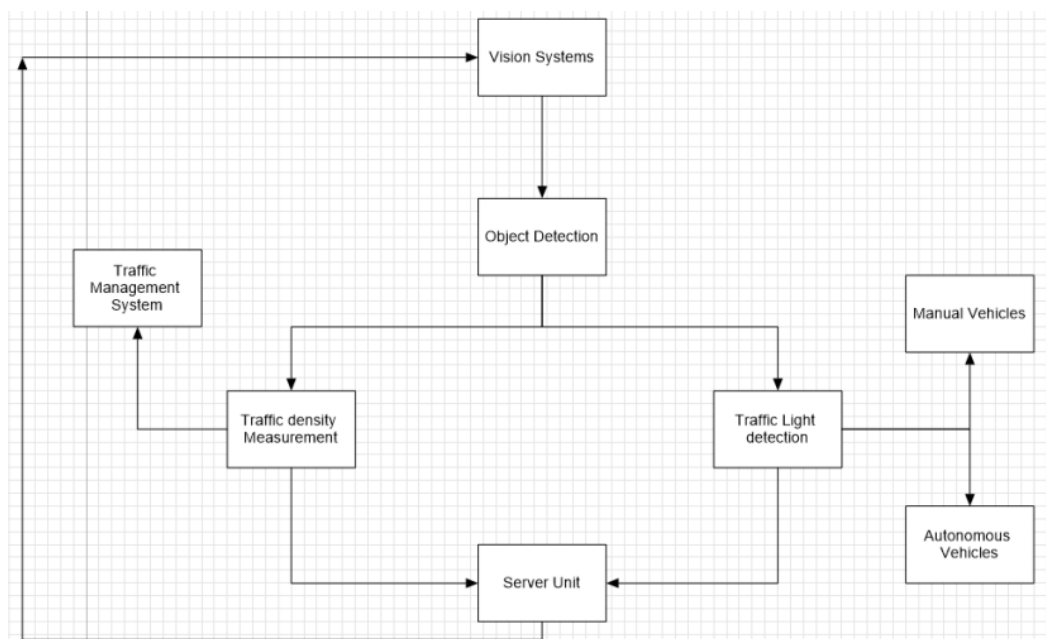 Vision Systems
Object Detection
Traffic
Management
System
Manual Vehicles
Traffic density
Measurement
Traffic Light
detection
Autonomous
Vehicles
Server Unit